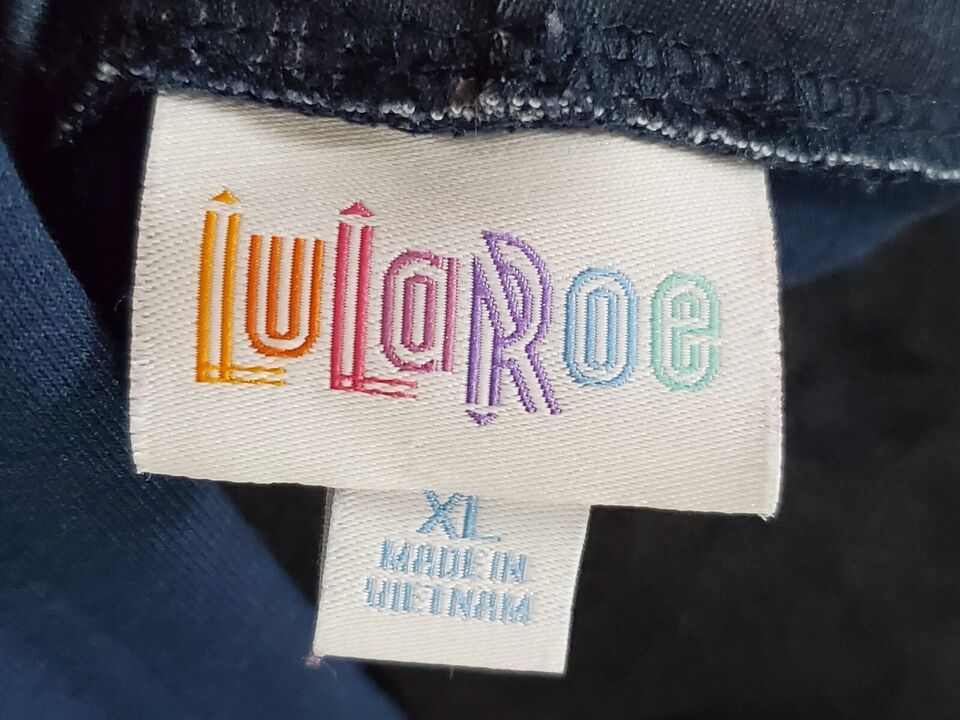 LuLaRoe
XL
MADE IN
VIETNAM